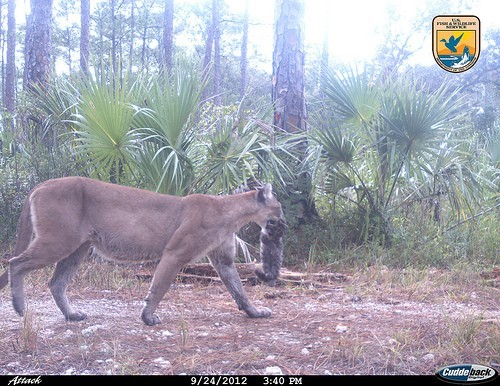 U.S.
FISH & WILDLIFE
SERVICE
Attack
9/24/2012 3:40 PM
Cuddeback